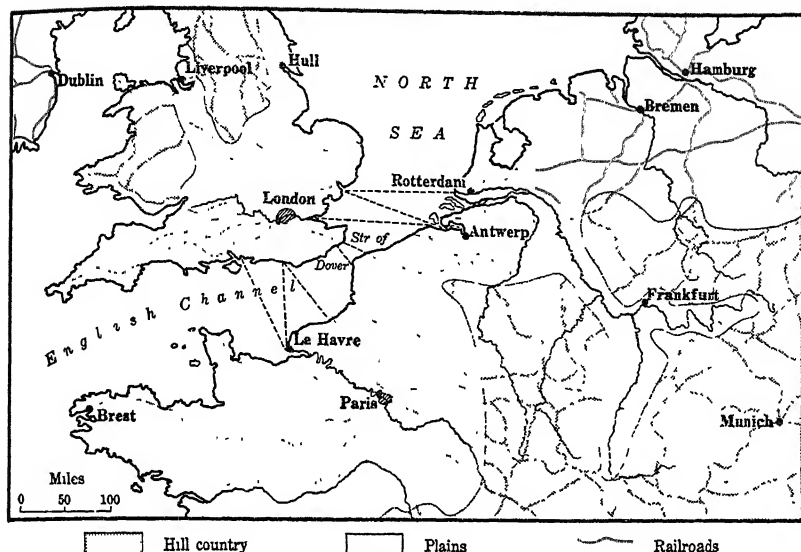 Dublin
Liverpool
Hull
NORTH
SEA
Hamburg
Bremen
Rotterdam
London
Antwerp
Str of
Dover
English Channel
Frankfurt
Le Havre
Paris
Brest
Munich
Miles
0 50 100
Hill country Plains Railroads